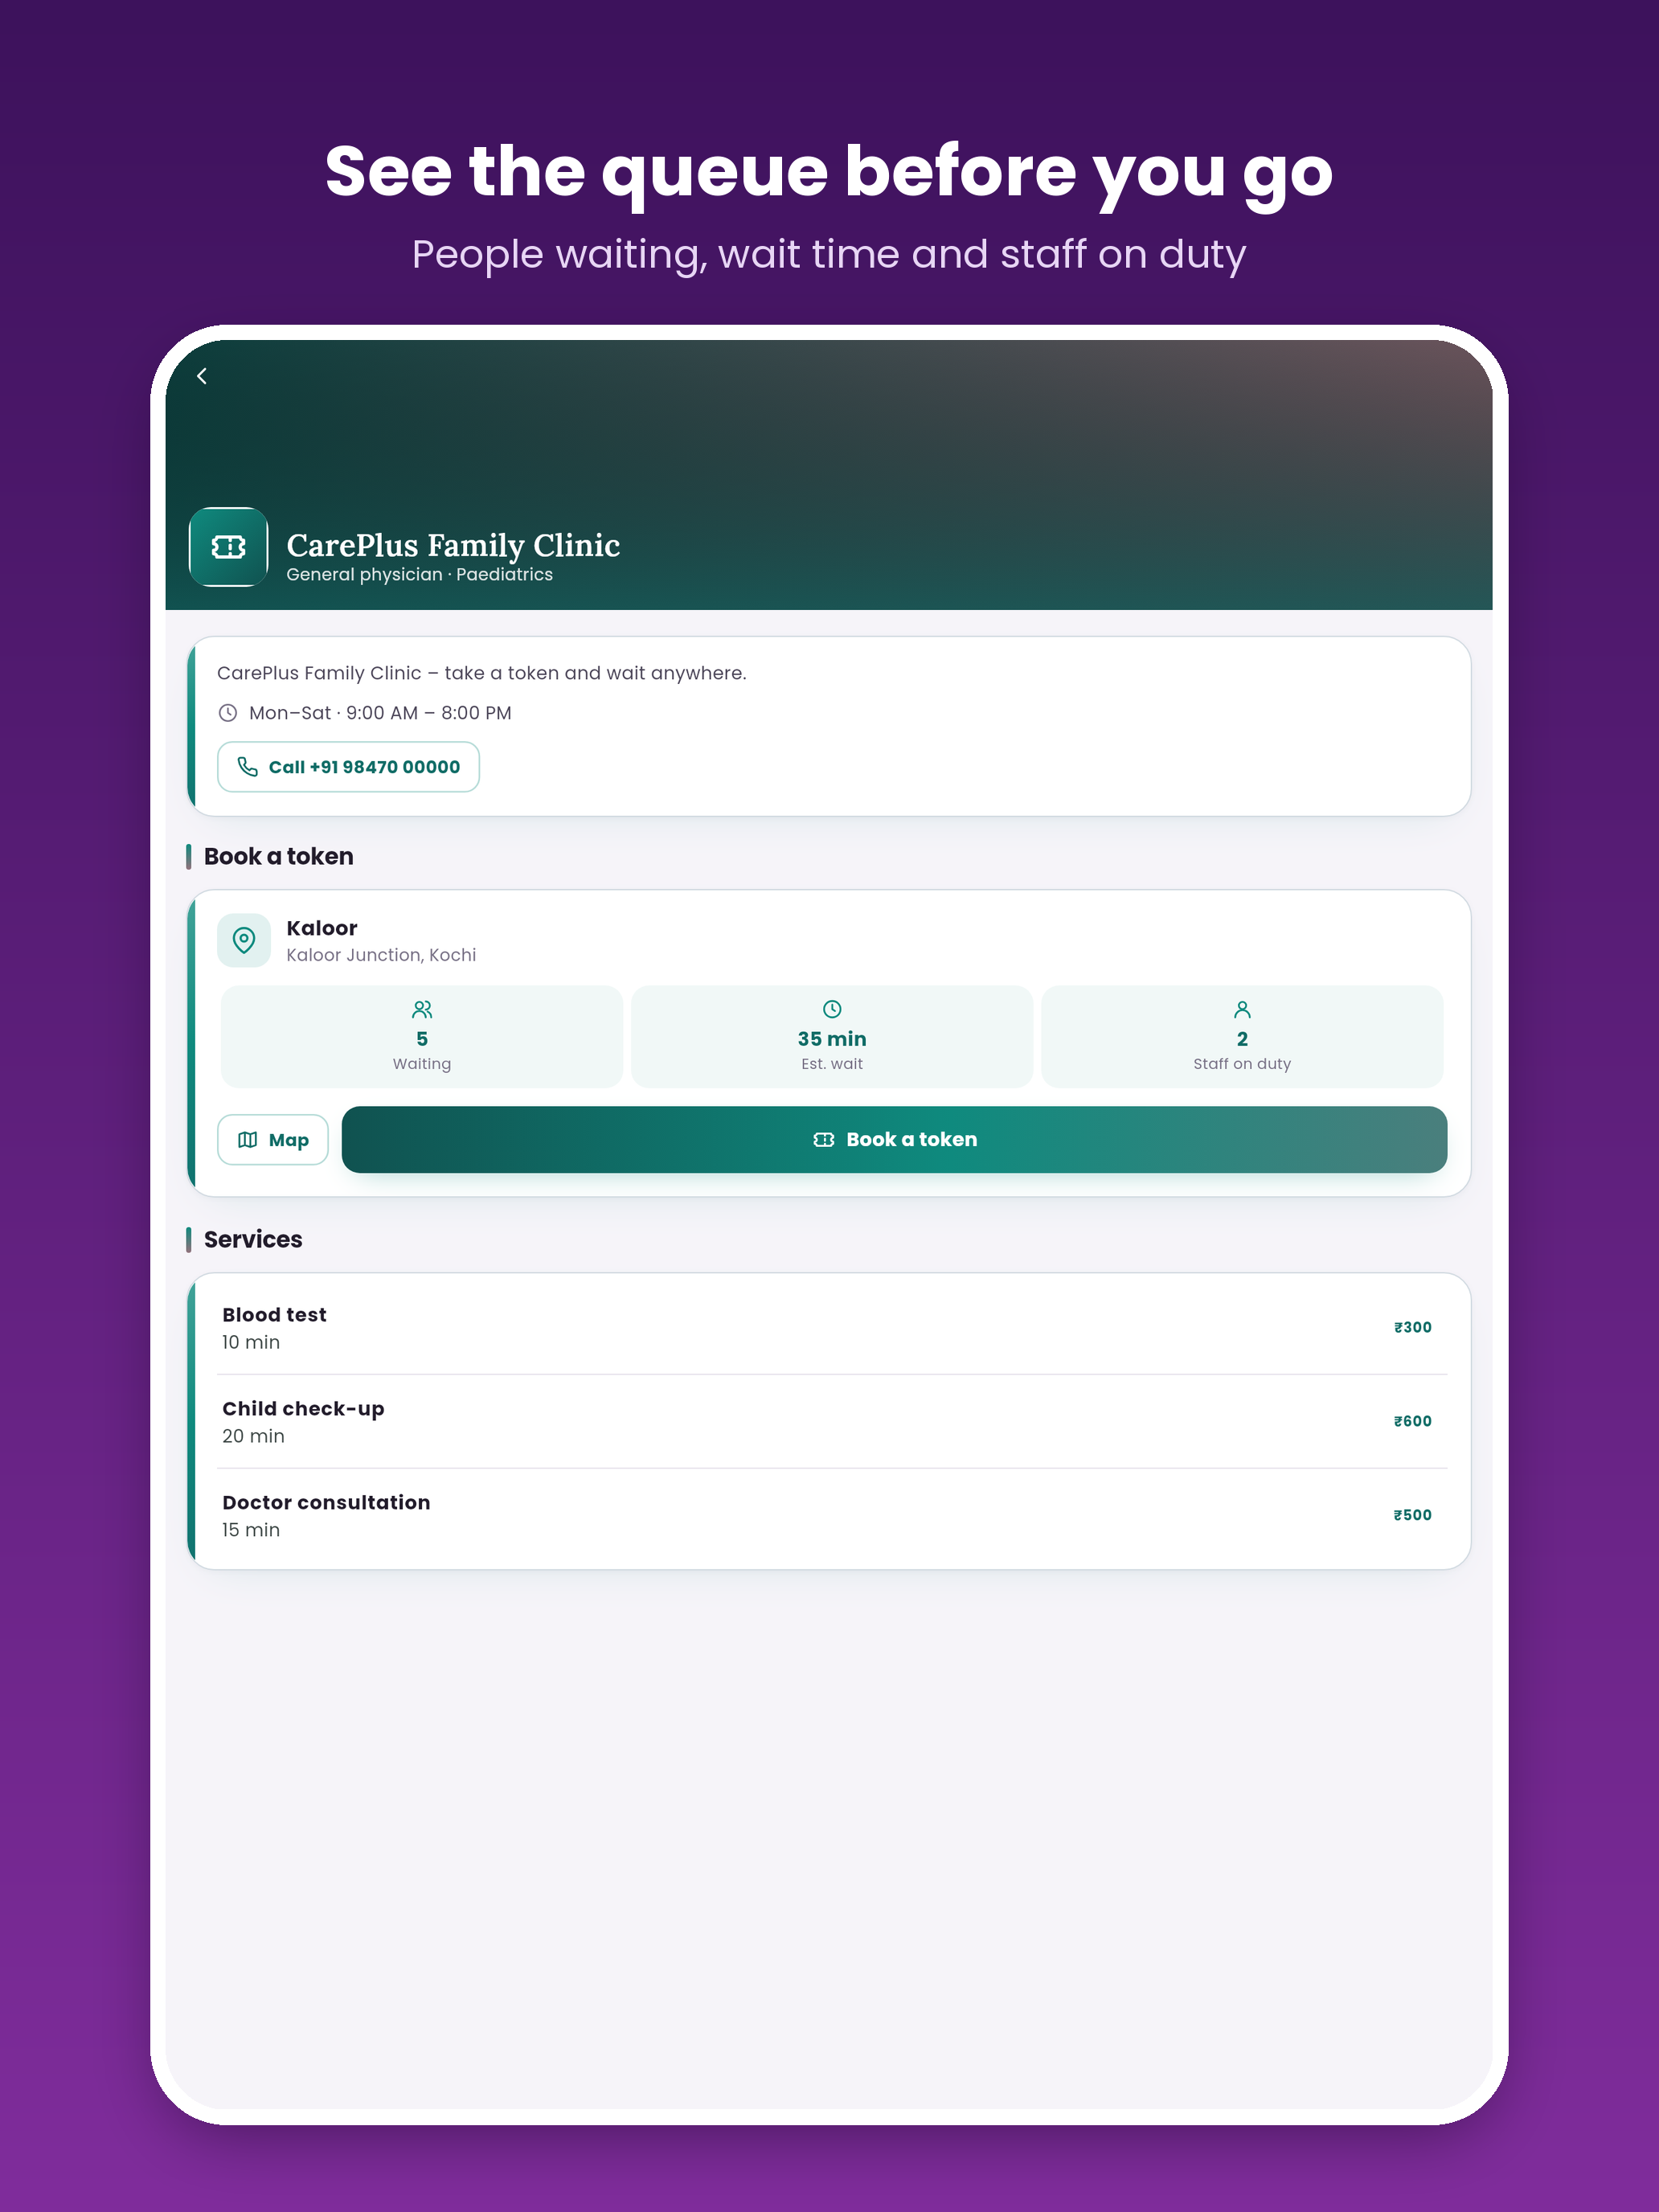 See the queue before you go
People waiting, wait time and staff on duty
CarePlus Family Clinic
General physician · Paediatrics
CarePlus Family Clinic – take a token and wait anywhere.
Mon–Sat · 9:00 AM – 8:00 PM
Call +91 98470 00000
Book a token
Kaloor
Kaloor Junction, Kochi
5
Waiting
35 min
Est. wait
2
Staff on duty
Map
Book a token
Services
Blood test
10 min
₹300
Child check-up
20 min
₹600
Doctor consultation
15 min
₹500